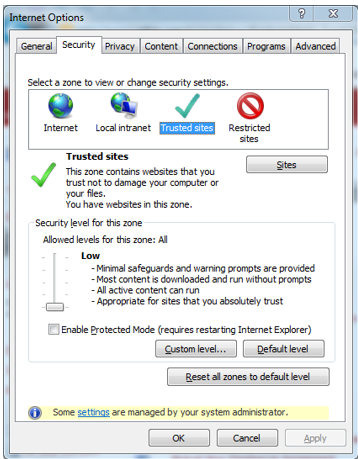 Internet Options
General Security Privacy Content Connections Programs Advanced
Select a zone to view or change security settings.
Internet Local intranet Trusted sites Restricted sites
Trusted sites
Sites
This zone contains websites that you
trust not to damage your computer or
your files.
You have websites in this zone.
Security level for this zone
Allowed levels for this zone: All
Low
- Minimal safeguards and warning prompts are provided
- Most content is downloaded and run without prompts
- All active content can run
- Appropriate for sites that you absolutely trust
Enable Protected Mode (requires restarting Internet Explorer)
Custom level... Default level
Reset all zones to default level
Some settings are managed by your system administrator.
OK Cancel Apply